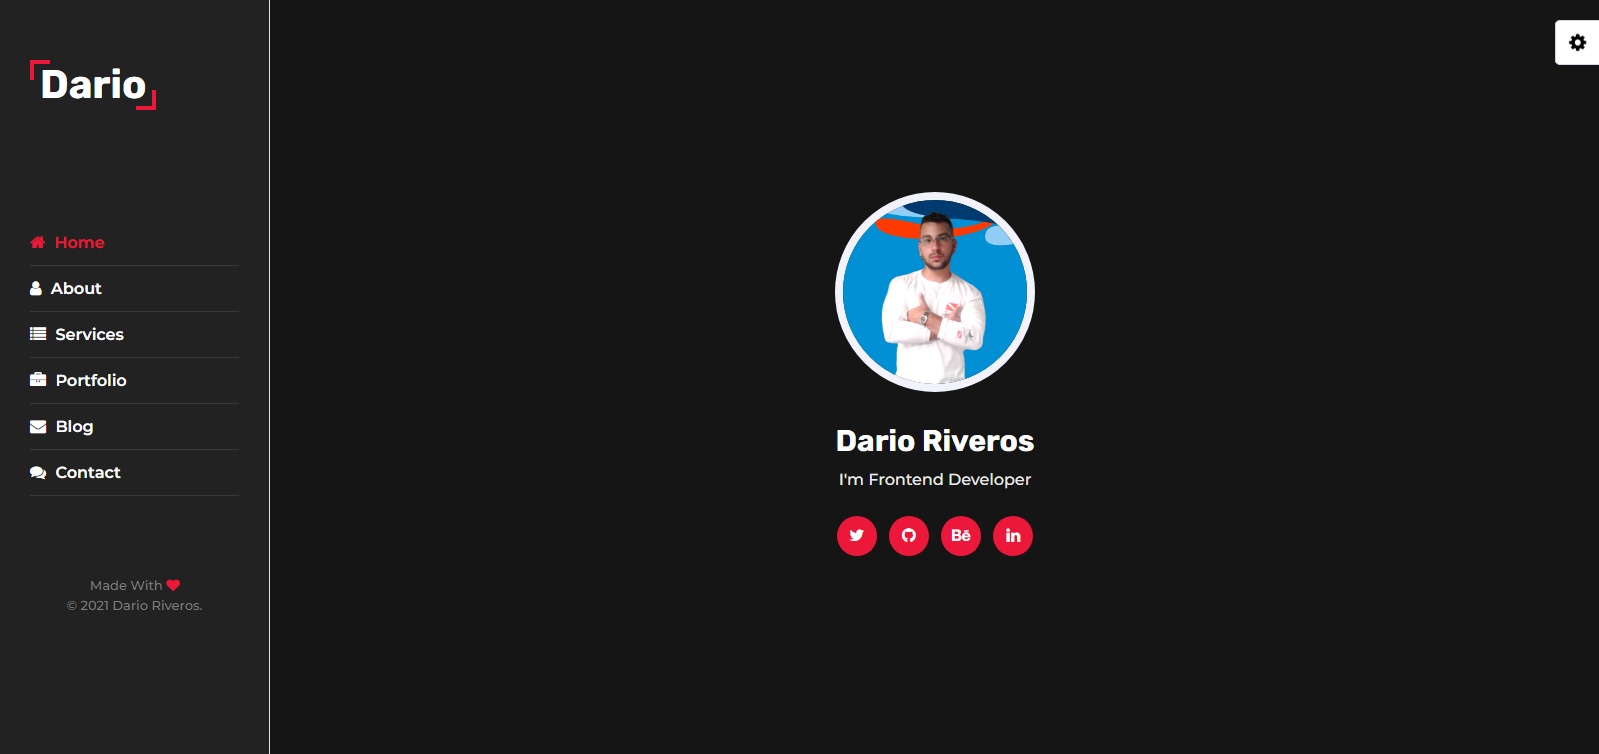 Dario
Home
About
Services
Portfolio
Blog
Contact
Made With
© 2021 Dario Riveros.
Dario Riveros
I'm Frontend Developer
Bē
in